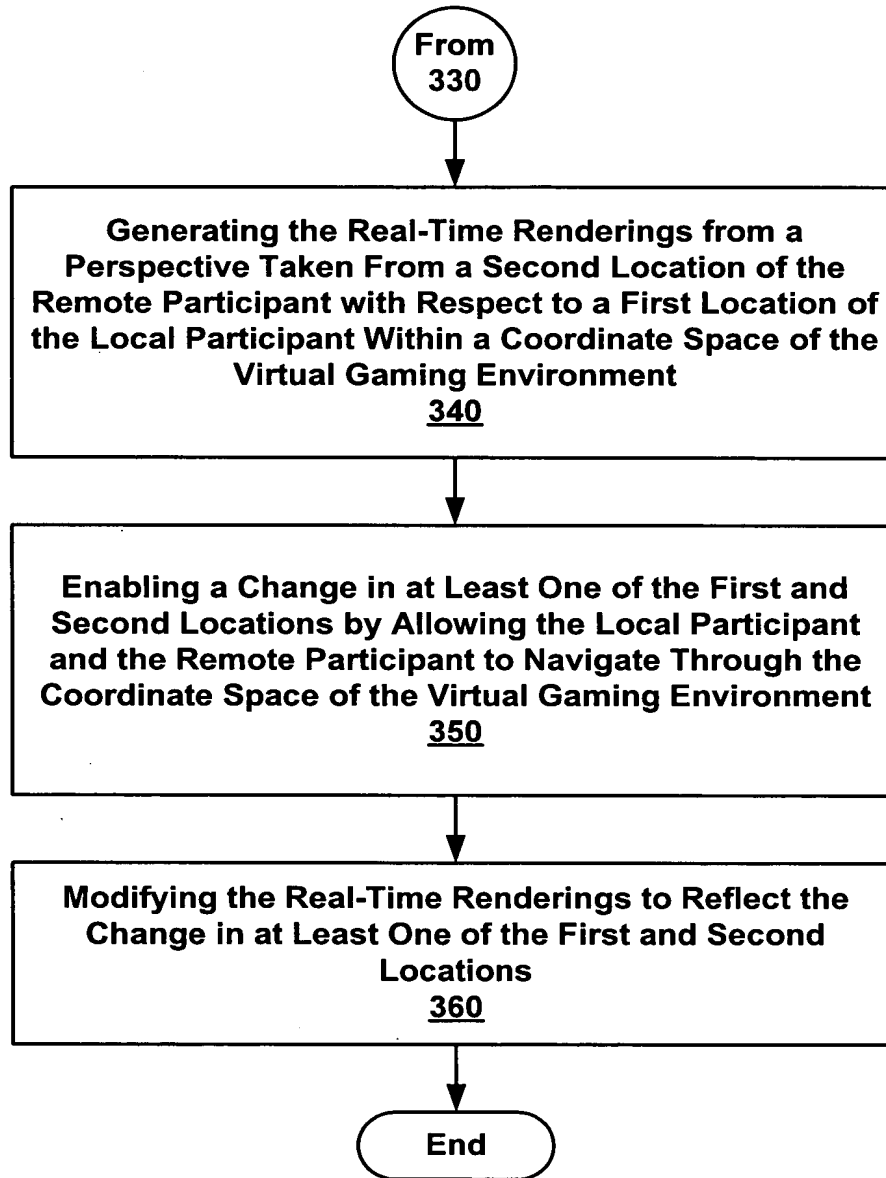 From
330
Generating the Real-Time Renderings from a
Perspective Taken From a Second Location of the
Remote Participant with Respect to a First Location of
the Local Participant Within a Coordinate Space of the
Virtual Gaming Environment
340
Enabling a Change in at Least One of the First and
Second Locations by Allowing the Local Participant
and the Remote Participant to Navigate Through the
Coordinate Space of the Virtual Gaming Environment
350
Modifying the Real-Time Renderings to Reflect the
Change in at Least One of the First and Second
Locations
360
End